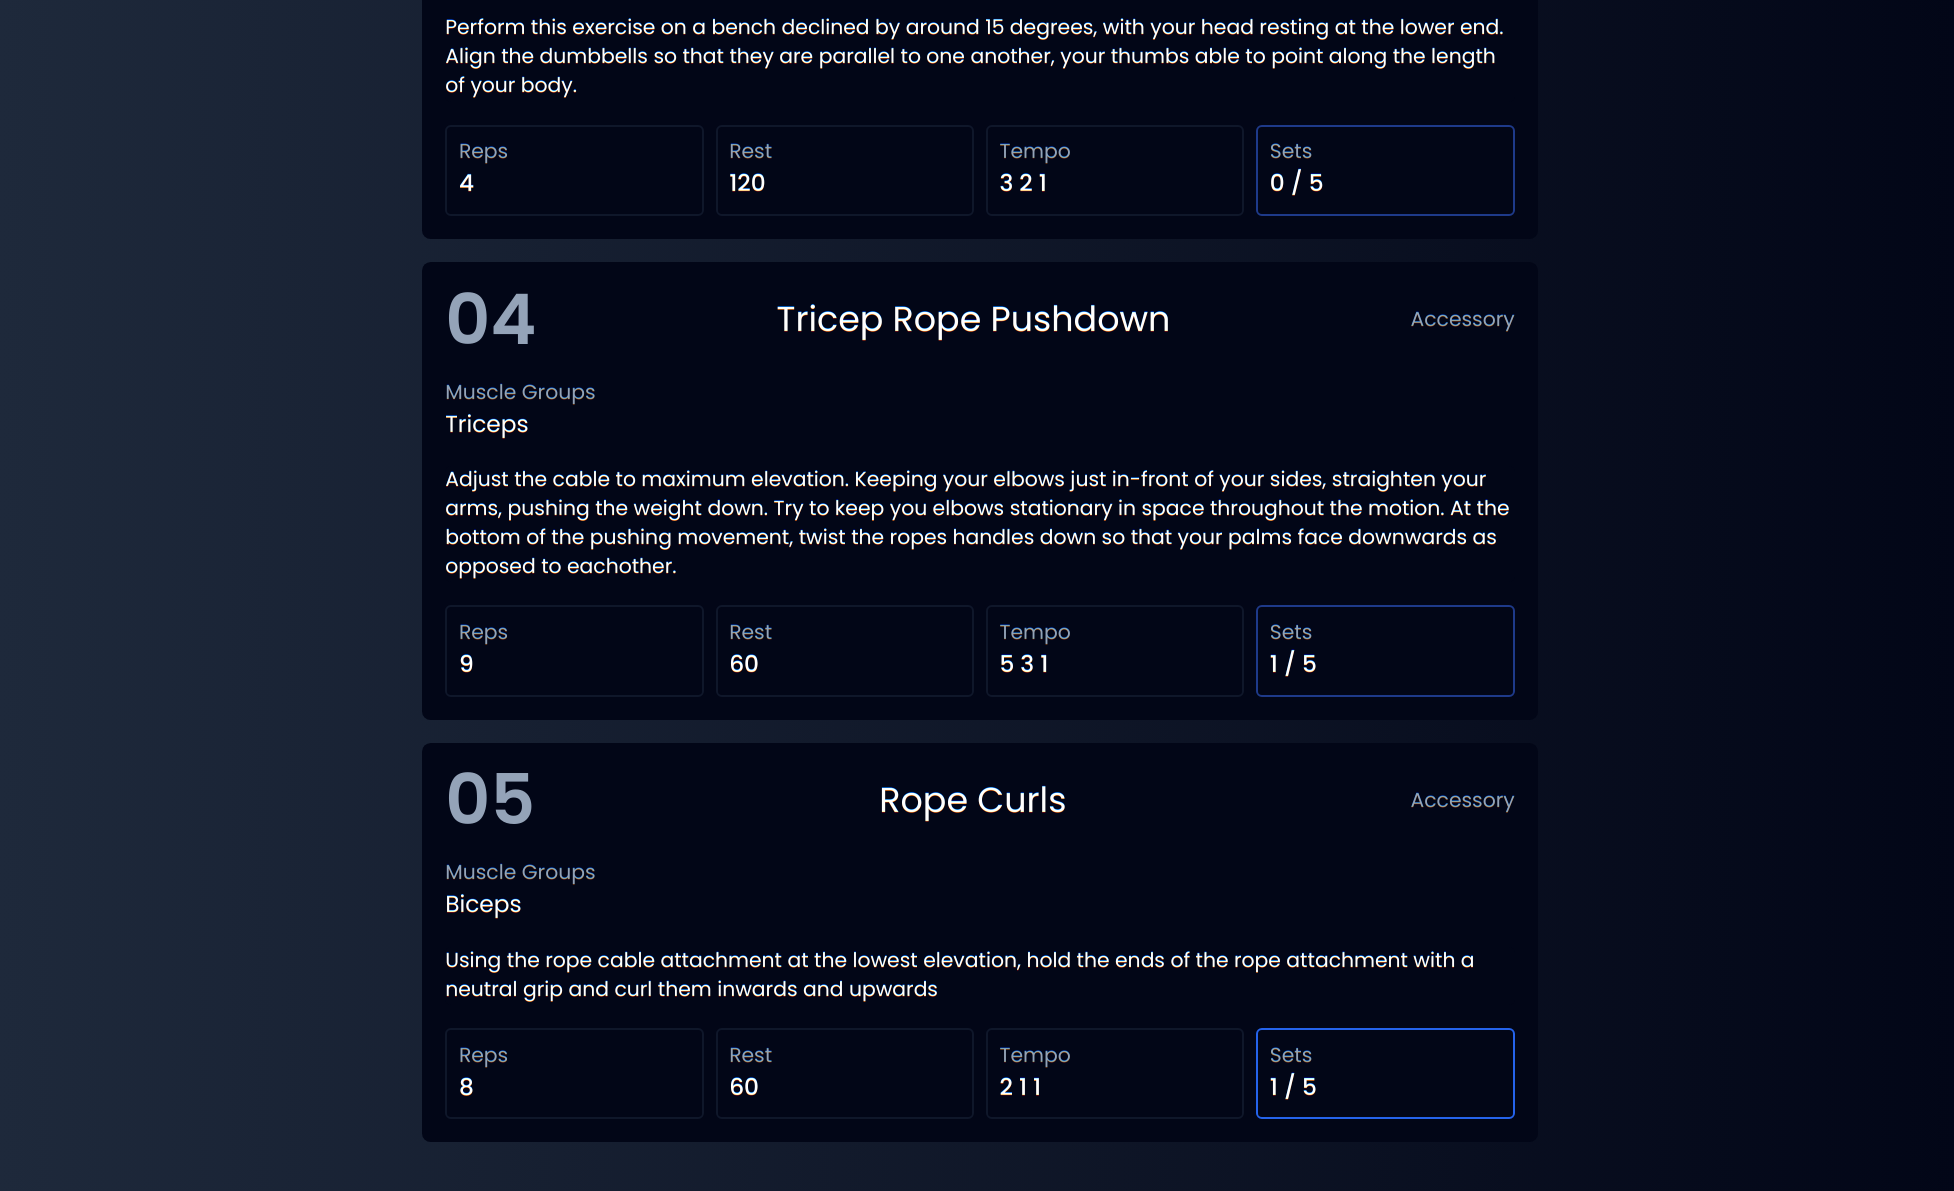 Perform this exercise on a bench declined by around 15 degrees, with your head resting at the lower end.
Align the dumbbells so that they are parallel to one another, your thumbs able to point along the length
of your body.
Reps
4
Rest
120
Tempo
3 2 1
Sets
0 / 5
04
Tricep Rope Pushdown
Accessory
Muscle Groups
Triceps
Adjust the cable to maximum elevation. Keeping your elbows just in-front of your sides, straighten your
arms, pushing the weight down. Try to keep you elbows stationary in space throughout the motion. At the
bottom of the pushing movement, twist the ropes handles down so that your palms face downwards as
opposed to eachother.
Reps
9
Rest
60
Tempo
5 3 1
Sets
1 / 5
05
Rope Curls
Accessory
Muscle Groups
Biceps
Using the rope cable attachment at the lowest elevation, hold the ends of the rope attachment with a
neutral grip and curl them inwards and upwards
Reps
8
Rest
60
Tempo
2 1 1
Sets
1 / 5